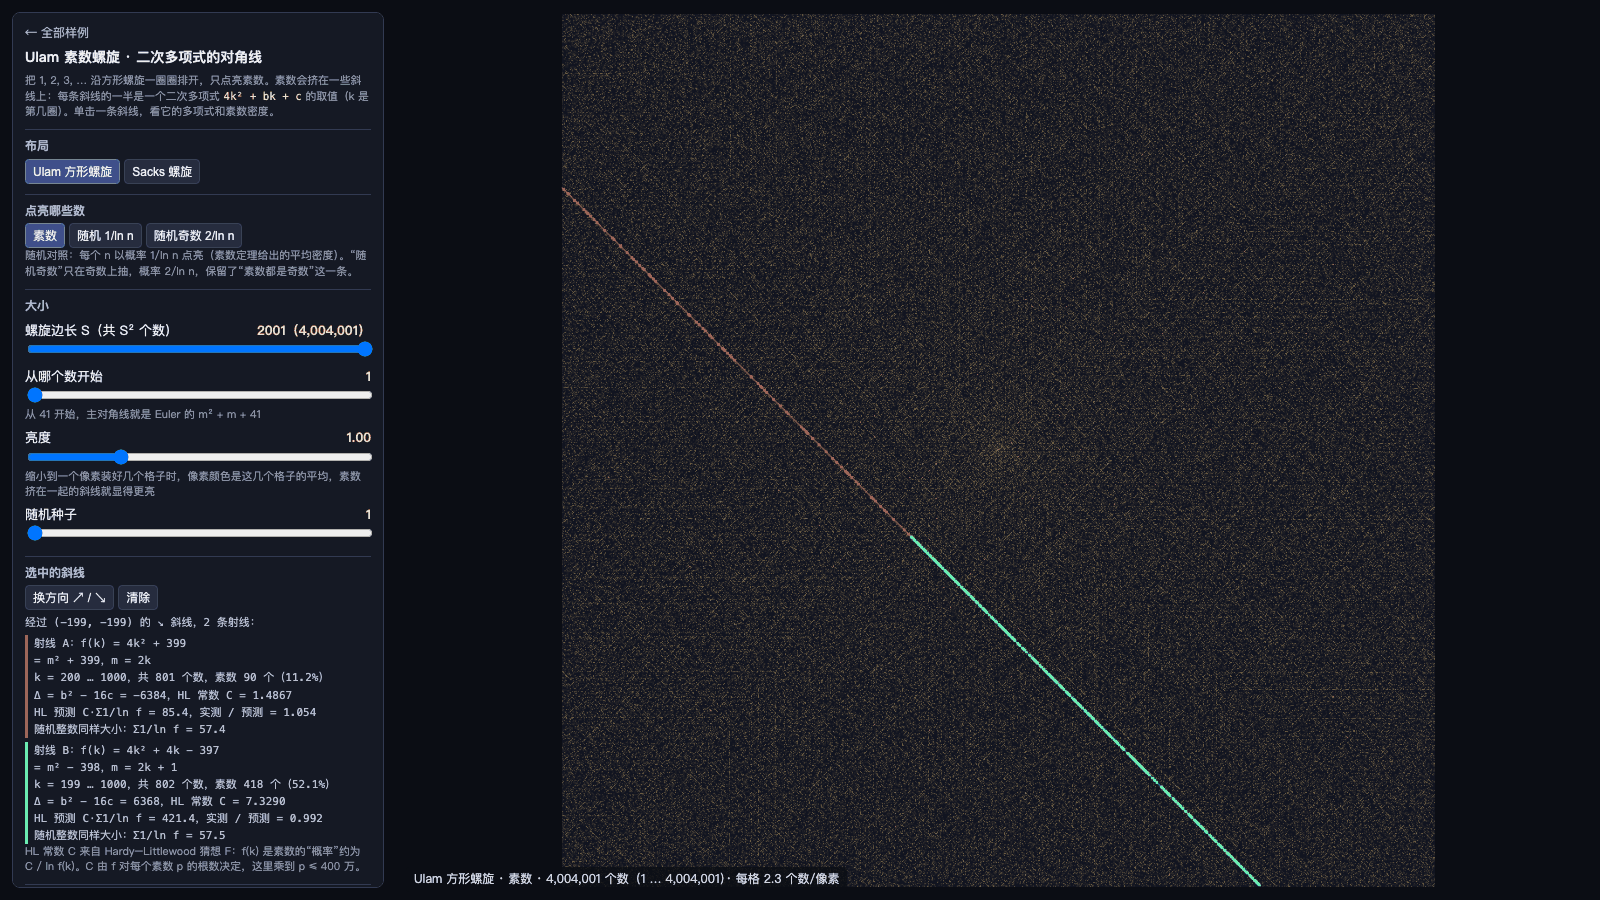 ← 全部样例
Ulam 素数螺旋 · 二次多项式的对角线
把 1, 2, 3, … 沿方形螺旋一圈圈排开，只点亮素数。素数会挤在一些斜
线上：每条斜线的一半是一个二次多项式 4k² + bk + c 的取值（k 是
第几圈）。单击一条斜线，看它的多项式和素数密度。
布局
Ulam 方形螺旋 Sacks 螺旋
点亮哪些数
素数 随机 1/ln n 随机奇数 2/ln n
随机对照：每个 n 以概率 1/ln n 点亮（素数定理给出的平均密度）。“随
机奇数”只在奇数上抽，概率 2/ln n，保留了“素数都是奇数”这一条。
大小
螺旋边长 S（共 S² 个数） 2001（4,004,001）
从哪个数开始 1
从 41 开始，主对角线就是 Euler 的 m² + m + 41
亮度 1.00
缩小到一个像素装好几个格子时，像素颜色是这几个格子的平均，素数
挤在一起的斜线就显得更亮
随机种子 1
选中的斜线
换方向 ↗ / ↘ 清除
经过 (−199, −199) 的 ↘ 斜线，2 条射线：
射线 A：f(k) = 4k² + 399
= m² + 399，m = 2k
k = 200 … 1000，共 801 个数，素数 90 个 (11.2%)
Δ = b² − 16c = −6384，HL 常数 C = 1.4867
HL 预测 C·Σ1/ln f = 85.4，实测 / 预测 = 1.054
随机整数同样大小：Σ1/ln f = 57.4
射线 B：f(k) = 4k² + 4k − 397
= m² − 398，m = 2k + 1
k = 199 … 1000，共 802 个数，素数 418 个 (52.1%)
Δ = b² − 16c = 6368，HL 常数 C = 7.3290
HL 预测 C·Σ1/ln f = 421.4，实测 / 预测 = 0.992
随机整数同样大小：Σ1/ln f = 57.5
HL 常数 C 来自 Hardy–Littlewood 猜想 F：f(k) 是素数的“概率”约为
C / ln f(k)。C 由 f 对每个素数 p 的根数决定，这里乘到 p ≤ 400 万。
Ulam 方形螺旋 · 素数 · 4,004,001 个数（1 … 4,004,001）· 每格 2.3 个数/像素